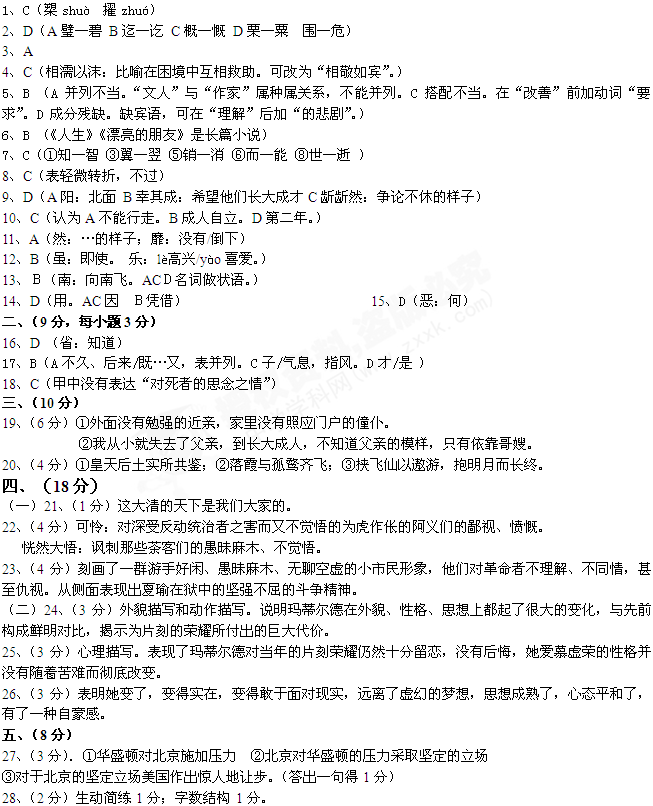 1、C（槊 shuò  擢 zhuó）
2、D（A 璧—碧  B 迄—讫  C 概—慨  D 栗—粟   围—危）
3、A
4、C（相濡以沫：比喻在困境中互相救助。可改为“相敬如宾”。）
5、B （A 并列不当。“文人”与“作家”属种属关系，不能并列。C 搭配不当。在“改善”前加动词“要
求”。D 成分残缺。缺宾语，可在“理解”后加“的悲剧”。）
6、B（《人生》《漂亮的朋友》是长篇小说）
7、C（①知—智 ③翼—翌 ⑤销—消 ⑥而—能 ⑧世—逝 ）
8、C（表轻微转折，不过）
9、D（A 阳：北面  B 幸其成：希望他们长大成才 C 龂龂然：争论不休的样子）
10、C（认为 A 不能行走。B 成人自立。D 第二年。）
11、A（然：…的样子；靡：没有/倒下）
12、B（虽：即使。 乐：lè高兴/yào 喜爱。）
13、B（南：向南飞。ACD名词做状语。）
14、D（用。AC 因   B 凭借）      15、D（恶：何）
二、（9 分，每小题 3 分）
16、D （省：知道）
17、B（A 不久、后来/既…又，表并列。C 子/气息，指风。D 才/是 ）
18、C（甲中没有表达“对死者的思念之情”）
三、（10 分）
19、（6 分）①外面没有勉强的近亲，家里没有照应门户的僮仆。
②我从小就失去了父亲，到长大成人，不知道父亲的模样，只有依靠哥嫂。
20、（4 分）①皇天后土实所共鉴；②落霞与孤鹜齐飞；③挟飞仙以遨游，抱明月而长终。
四、（18 分）
（一）21、（1 分）这大清的天下是我们大家的。
22、（4 分）可怜：对深受反动统治者之害而又不觉悟的为虎作伥的阿义们的鄙视、愤慨。
恍然大悟：讽刺那些茶客们的愚昧麻木、不觉悟。
23、（4 分）刻画了一群游手好闲、愚昧麻木、无聊空虚的小市民形象，他们对革命者不理解、不同情，甚
至仇视。从侧面表现出夏瑜在狱中的坚强不屈的斗争精神。
（二）24、（3 分）外貌描写和动作描写。说明玛蒂尔德在外貌、性格、思想上都起了很大的变化，与先前
构成鲜明对比，揭示为片刻的荣耀所付出的巨大代价。
25、（3 分）心理描写。表现了玛蒂尔德对当年的片刻荣耀仍然十分留恋，没有后悔，她爱慕虚荣的性格并
没有随着苦难而彻底改变。
26、（3 分）表明她变了，变得实在，变得敢于面对现实，远离了虚幻的梦想，思想成熟了，心态平和了，
有了一种自豪感。
五、（8 分）
27、（3 分）．①华盛顿对北京施加压力   ②北京对华盛顿的压力采取坚定的立场
③对于北京的坚定立场美国作出惊人地让步。（答出一句得 1 分）
28、（2 分）生动简练 1 分；字数结构 1 分。